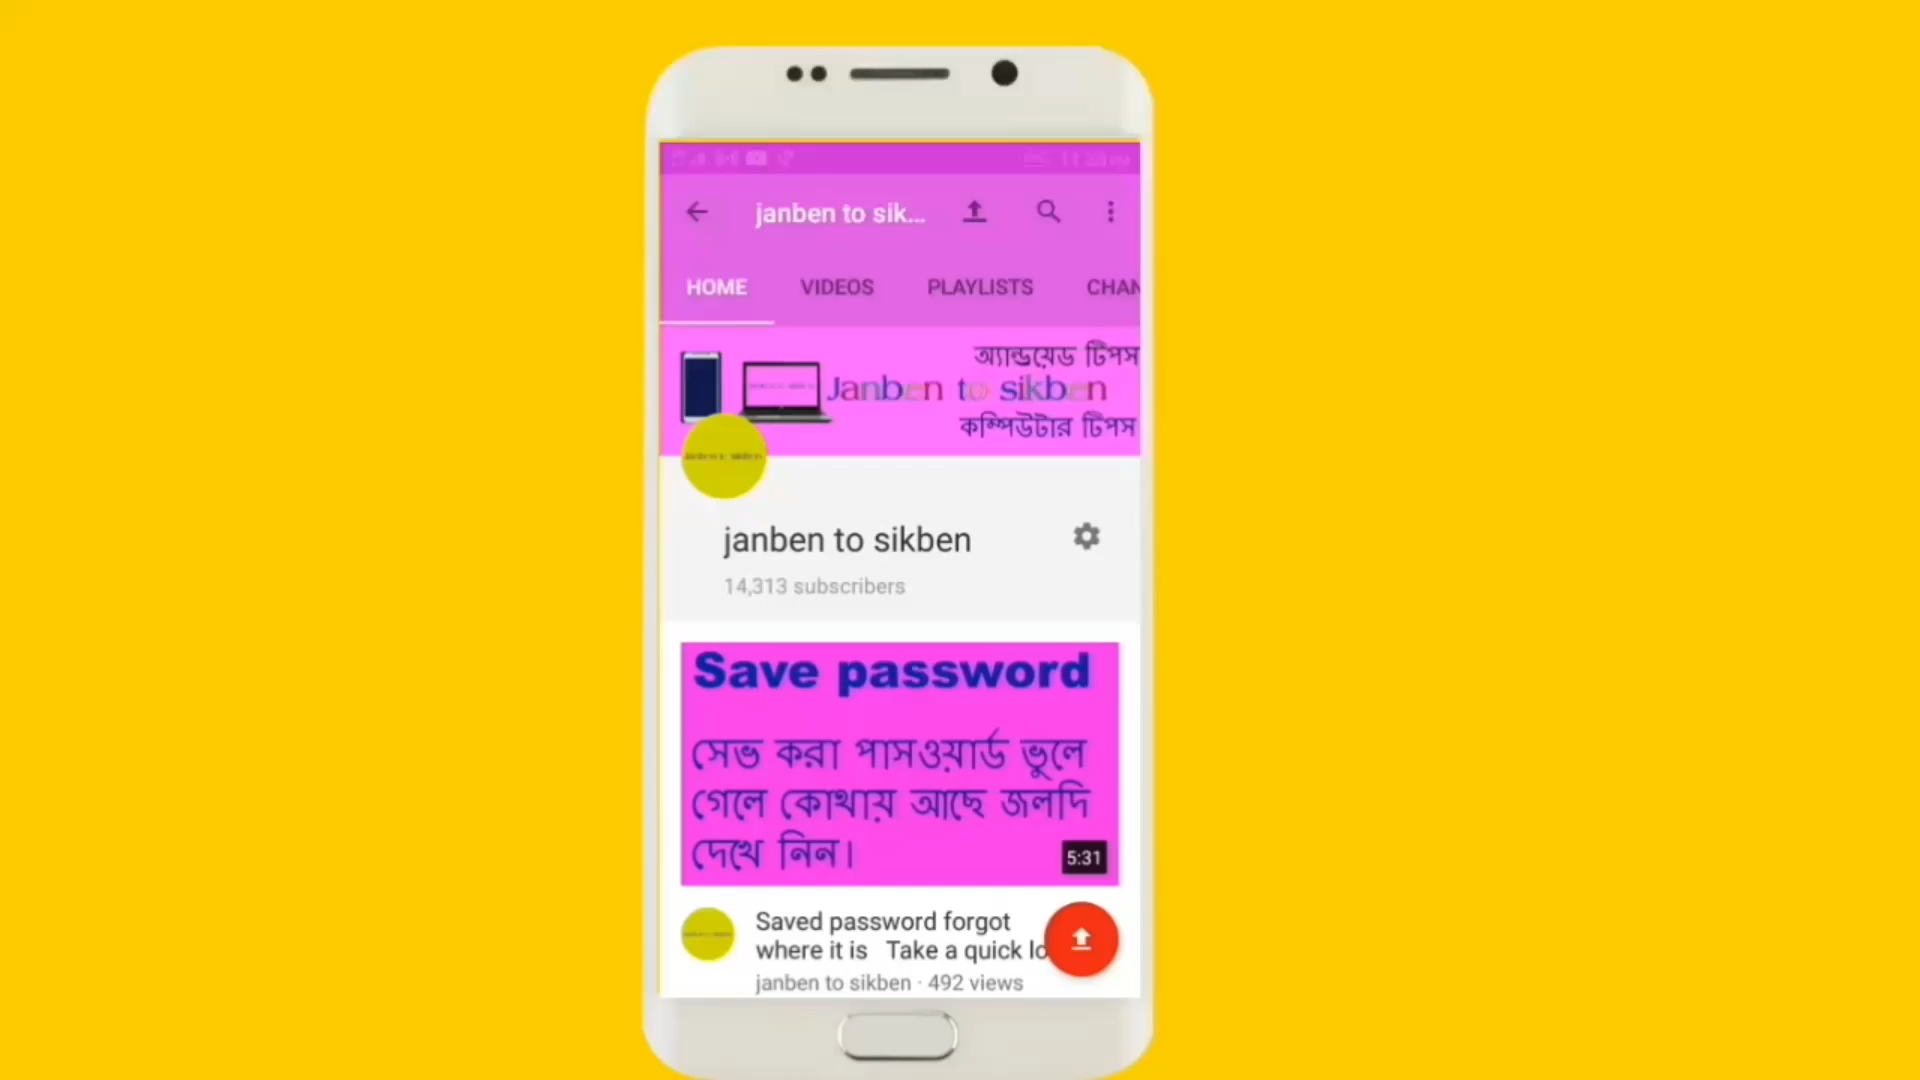 janben to sik...
HOME VIDEOS PLAYLISTS CHAN
অ্যান্ড্রয়েড টিপস
Janben to sikben
কম্পিউটার টিপস
janben to sikben
14,313 subscribers
Save password
সেভ করা পাসওয়ার্ড ভুলে
গেলে কোথায় আছে জলদি
দেখে নিন।
5:31
Saved password forgot
where it is Take a quick lo
janben to sikben · 492 views